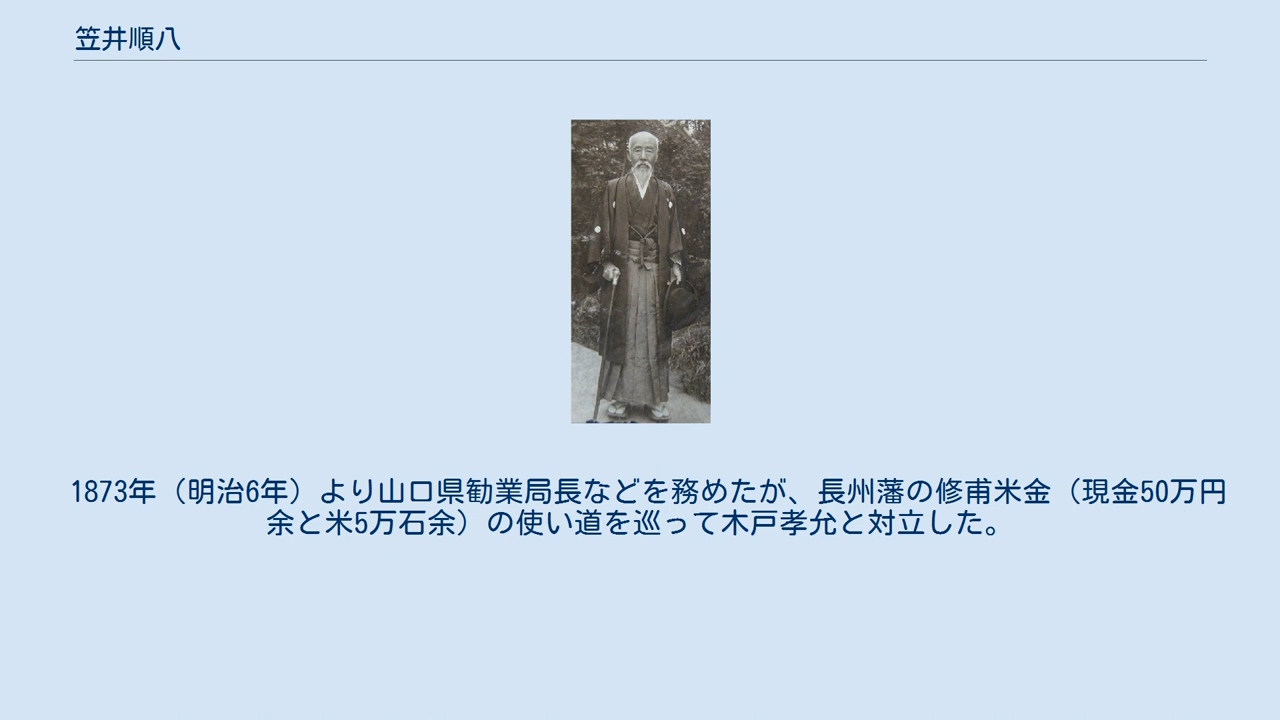 笠井順八
1873年（明治6年）より山口県勧業局長などを務めたが、長州藩の修甫米金（現金50万円
余と米5万石余）の使い道を巡って木戸孝允と対立した。